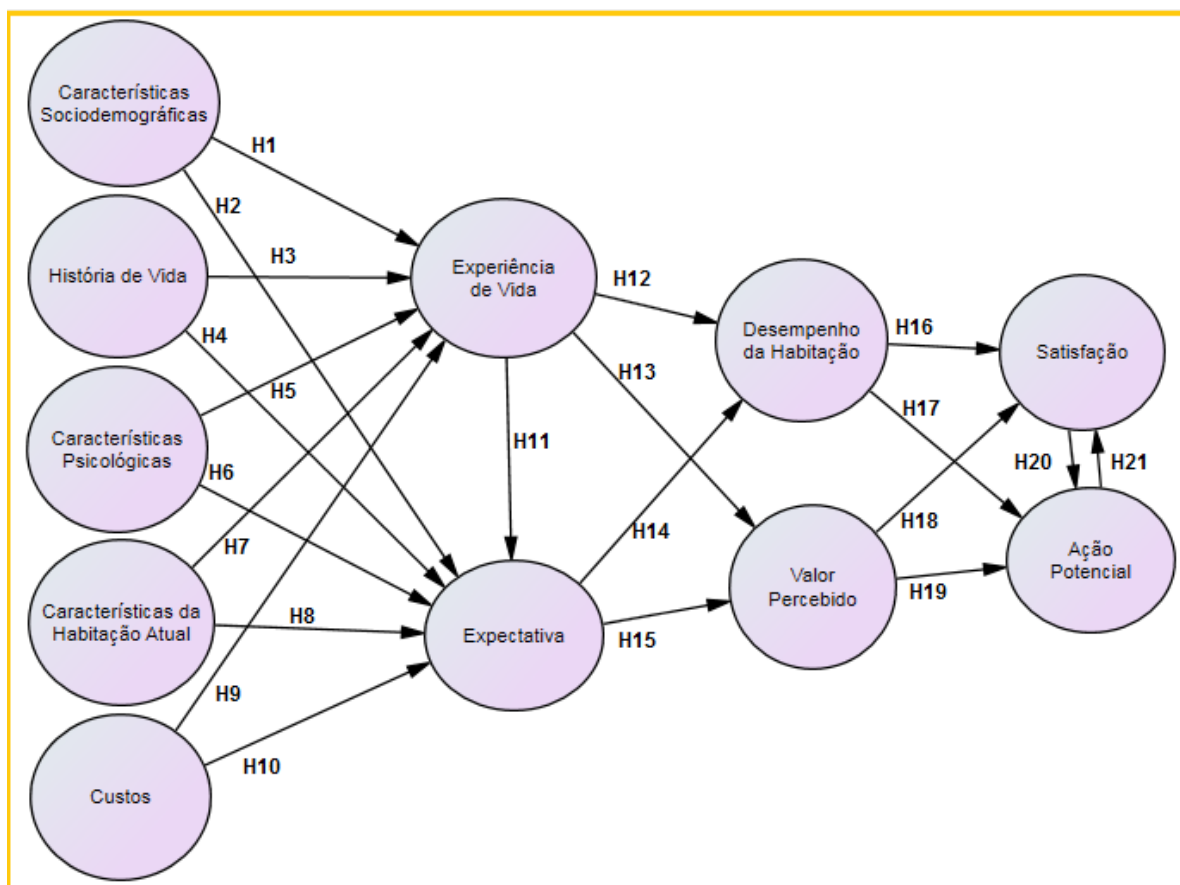 Características
Sociodemográficas
H1
H2
História de Vida
H3
H4
Características
Psicológicas
H5
H6
Características da
Habitação Atual
H7
H8
Custos
H9
H10
Experiência
de Vida
H11
H12
H13
Expectativa
H14
H15
Desempenho
da Habitação
H16
H17
Valor
Percebido
H18
H19
Satisfação
H20
H21
Ação
Potencial